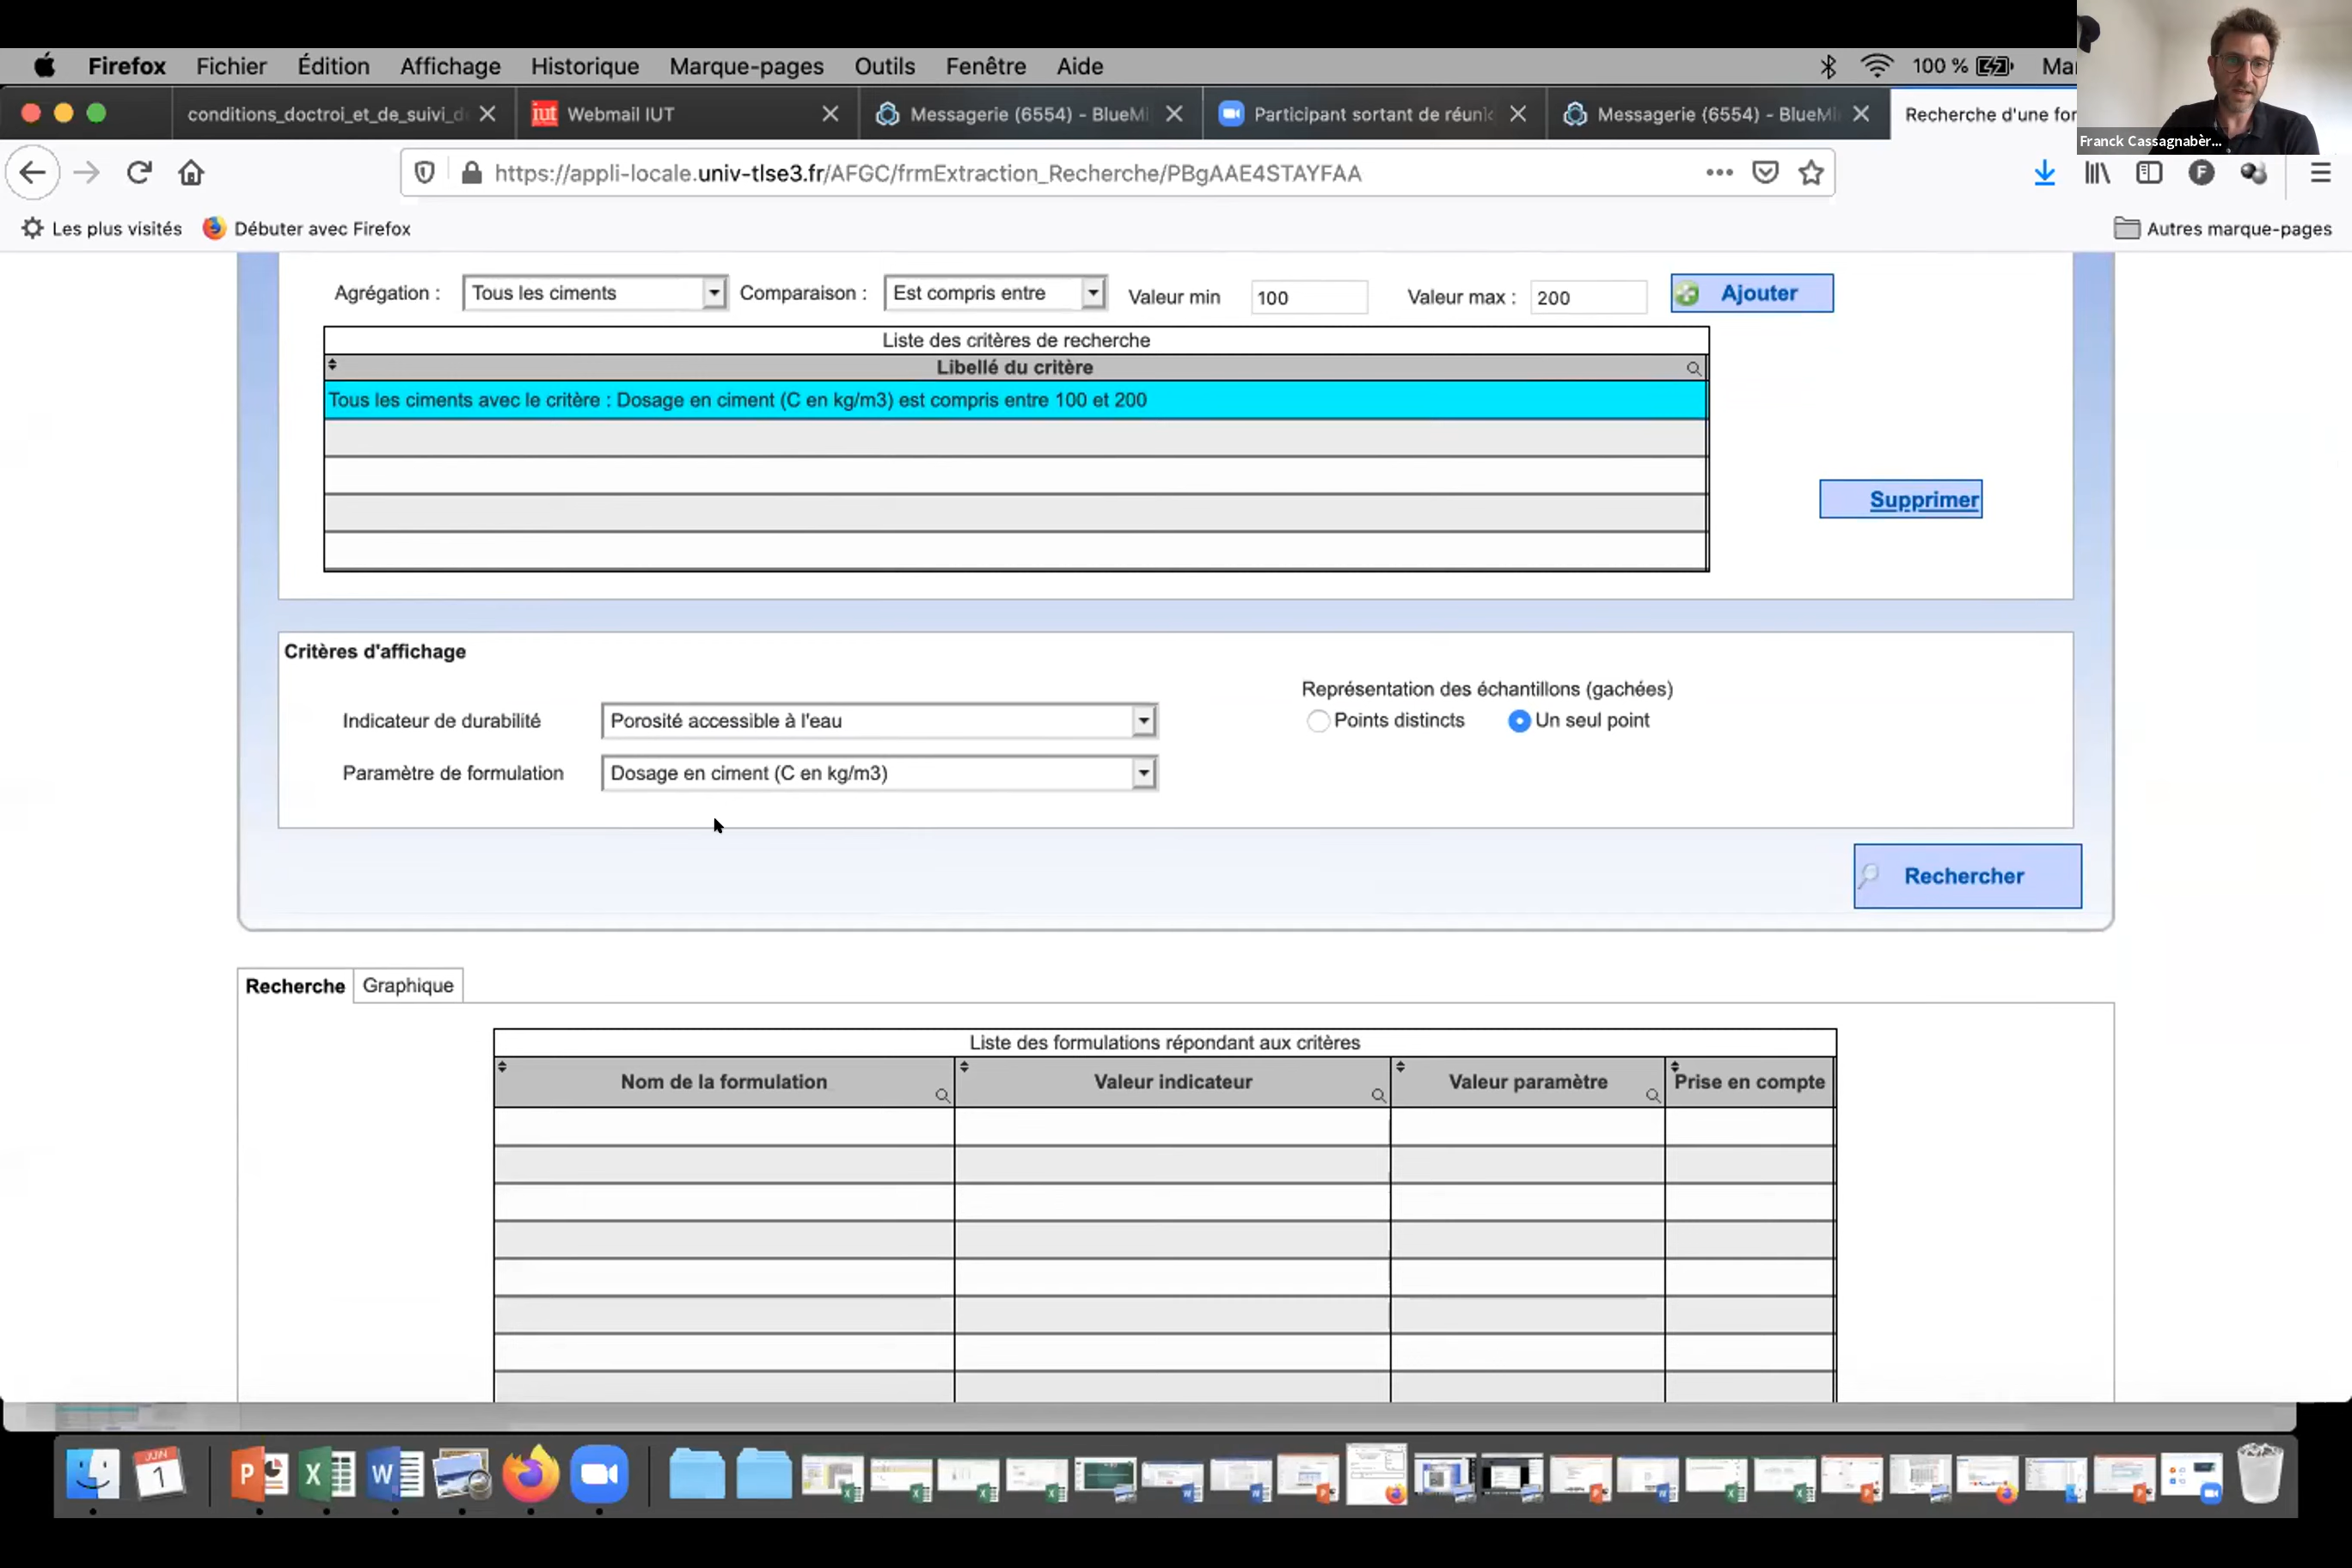 Firefox Fichier Édition Affichage Historique Marque-pages Outils Fenêtre Aide 100 % Mar
conditions_doctroi_et_de_suivi_d iut Webmail IUT Messagerie (6554) - BlueMi Participant sortant de réunio Messagerie (6554) - BlueMi Recherche d'une for
Franck Cassagnabèr...
https://appli-locale.univ-tlse3.fr/AFGC/frmExtraction_Recherche/PBgAAE4STAYFAA
F
Les plus visités Débuter avec Firefox Autres marque-pages
Agrégation : Tous les ciments Comparaison : Est compris entre Valeur min 100 Valeur max : 200 Ajouter
Liste des critères de recherche
Libellé du critère
Tous les ciments avec le critère : Dosage en ciment (C en kg/m3) est compris entre 100 et 200
Supprimer
Critères d'affichage
Représentation des échantillons (gachées)
Indicateur de durabilité Porosité accessible à l'eau Points distincts Un seul point
Paramètre de formulation Dosage en ciment (C en kg/m3)
Rechercher
Recherche Graphique
Liste des formulations répondant aux critères
Nom de la formulation Valeur indicateur Valeur paramètre Prise en compte
JUN
1 P X W